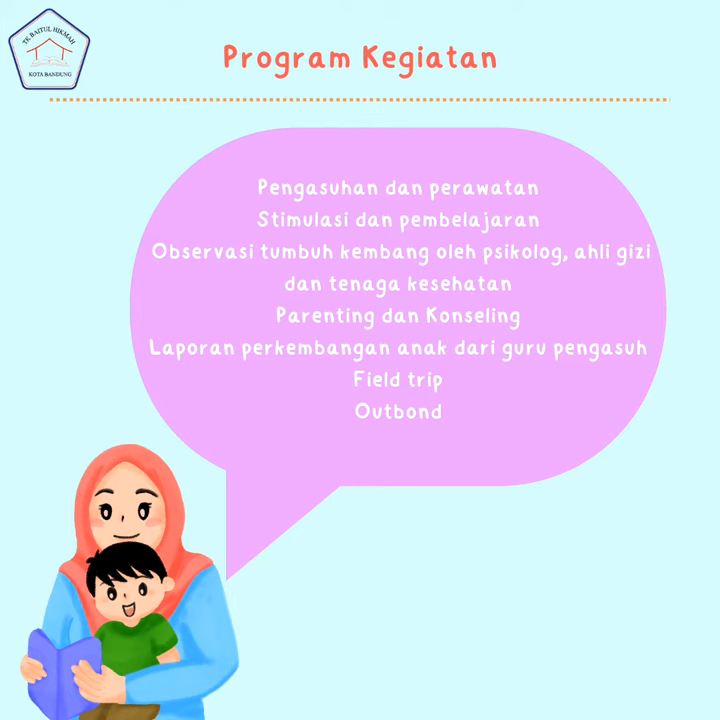 TK BAITUL HIKMAH
KOTA BANDUNG
Program Kegiatan
Pengasuhan dan perawatan
Stimulasi dan pembelajaran
Observasi tumbuh kembang oleh psikolog, ahli gizi
dan tenaga kesehatan
Parenting dan Konseling
Laporan perkembangan anak dari guru pengasuh
Field trip
Outbond